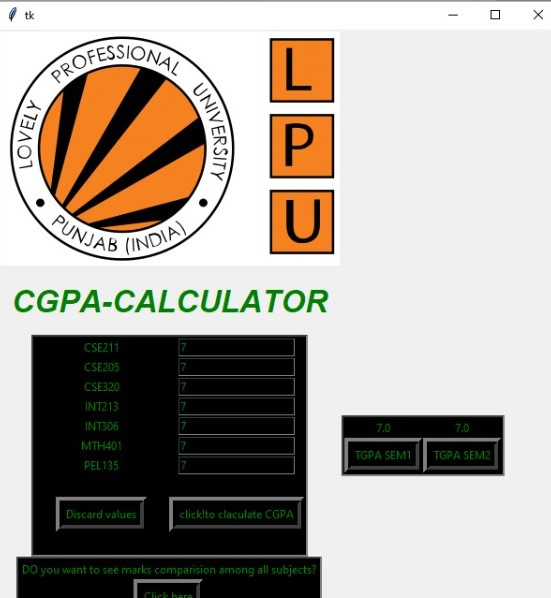 tk
LOVELY PROFESSIONAL UNIVERSITY
PUNJAB (INDIA)
L
P
U
CGPA-CALCULATOR
CSE211 7
CSE205 7
CSE320 7
INT213 7
INT306 7
MTH401 7
PEL135 7
7.0 7.0
TGPA SEM1 TGPA SEM2
Discard values click!to claculate CGPA
DO you want to see marks comparision among all subjects?
Click here